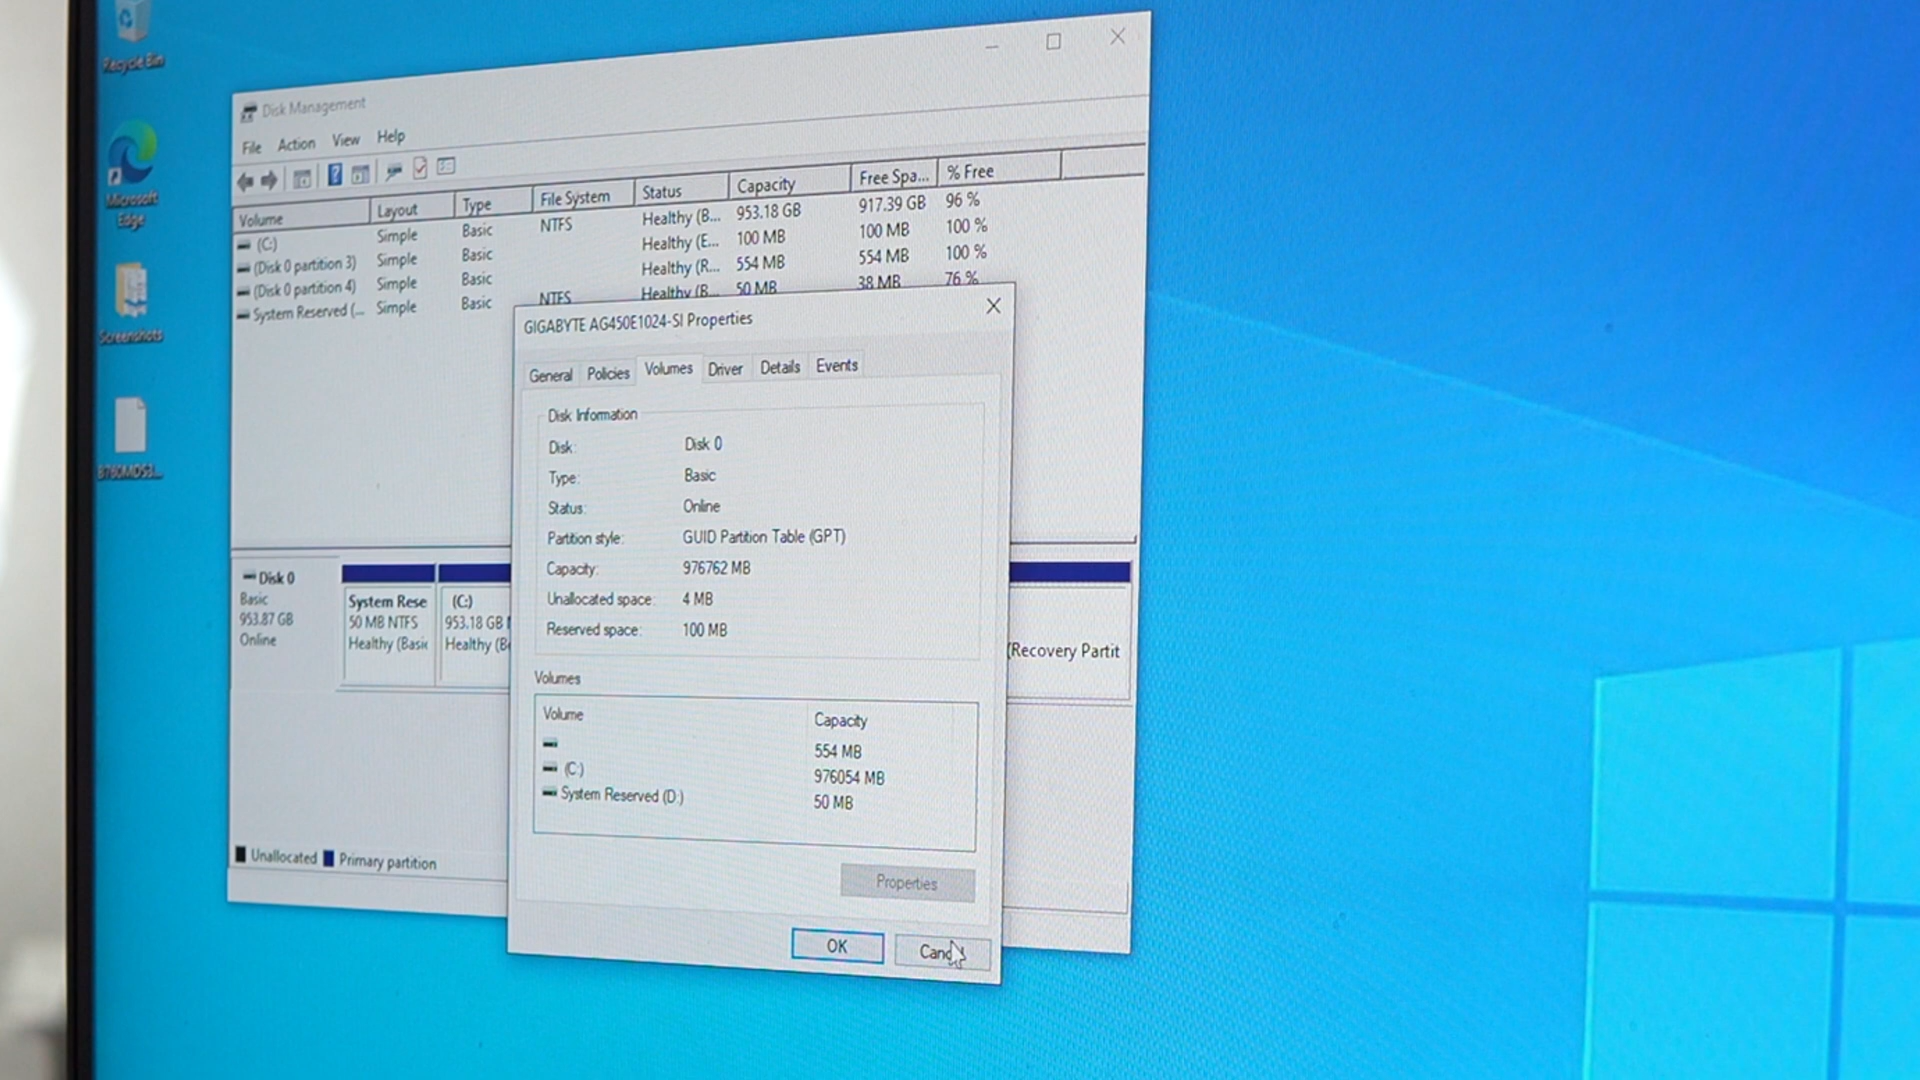 Recycle Bin
Microsoft
Edge
Screenshots
Disk Management
File Action View Help
Volume Layout Type File System Status Capacity Free Spa... % Free
(C:) Simple Basic NTFS Healthy (B... 953.18 GB 917.39 GB 96 %
(Disk 0 partition 3) Simple Basic Healthy (E... 100 MB 100 MB 100 %
(Disk 0 partition 4) Simple Basic Healthy (R... 554 MB 554 MB 100 %
System Reserved (... Simple Basic NTFS Healthy (B... 50 MB 38 MB 76 %
GIGABYTE AG450E1024-SI Properties
General Policies Volumes Driver Details Events
Disk Information
Disk: Disk 0
Type: Basic
Status: Online
Partition style: GUID Partition Table (GPT)
Capacity: 976762 MB
Unallocated space: 4 MB
Reserved space: 100 MB
Volumes
Volume Capacity
554 MB
(C:) 976054 MB
System Reserved (D:) 50 MB
Properties
OK
Disk 0
Basic
953.87 GB
Online
System Rese
50 MB NTFS
Healthy (Basic
(C:)
953.18 GB
Healthy (B
(Recovery Partit
Unallocated Primary partition